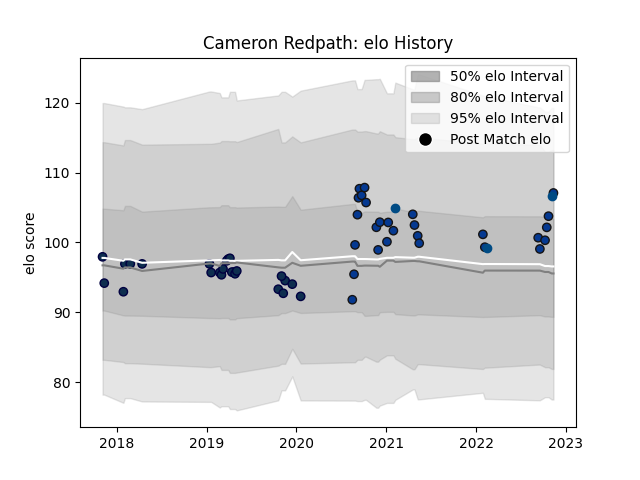 Cameron Redpath: elo History
50% elo Interval
80% elo Interval
95% elo Interval
Post Match elo
elo score
120
110
100
90
80
2018 2019 2020 2021 2022 2023